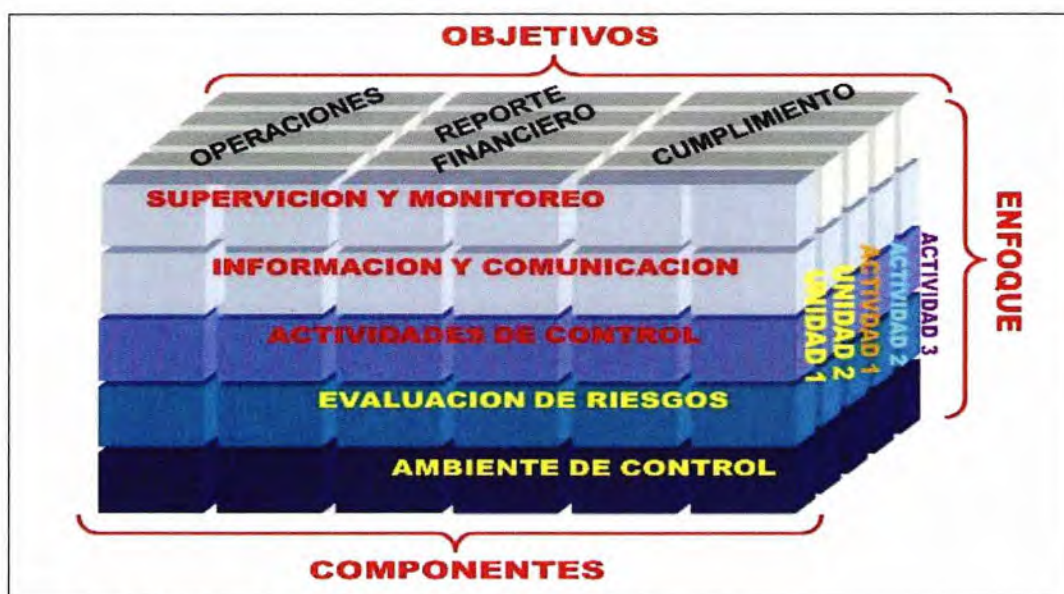 OBJETIVOS
OPERACIONES
REPORTE
FINANCIERO
CUMPLIMIENTO
SUPERVICION Y MONITOREO
INFORMACION Y COMUNICACION
ACTIVIDADES DE CONTROL
EVALUACION DE RIESGOS
AMBIENTE DE CONTROL
UNIDAD 1
UNIDAD 2
ACTIVIDAD 1
ACTIVIDAD 2
ACTIVIDAD 3
ENFOQUE
COMPONENTES